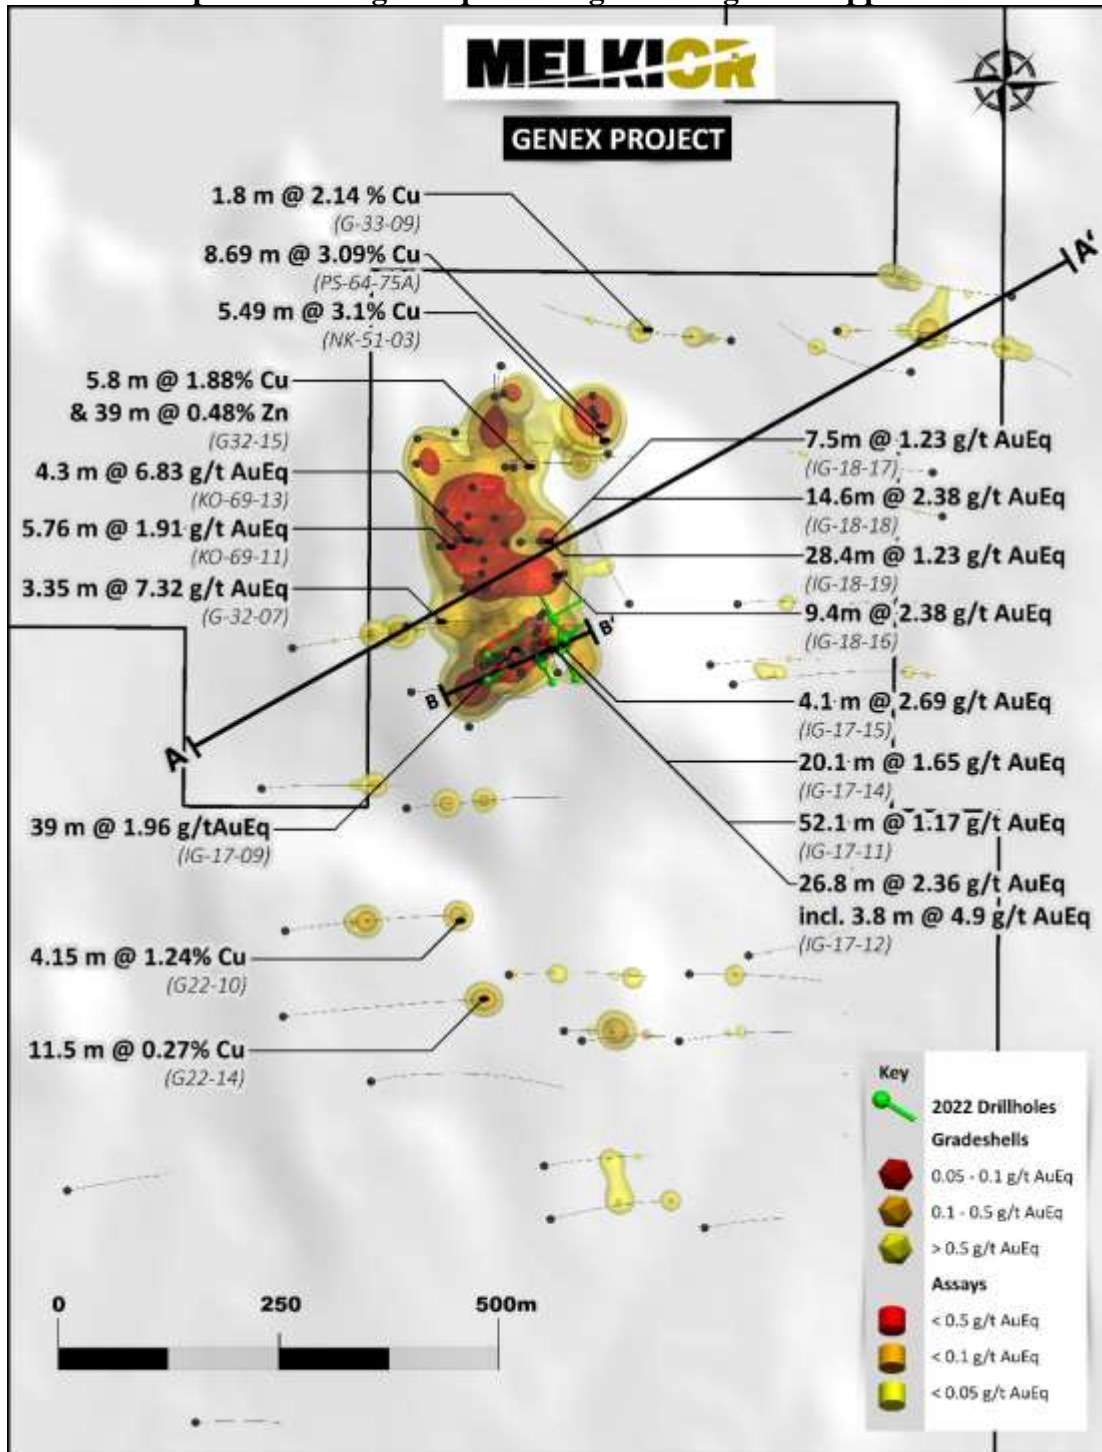 MELKIOR
GENEX PROJECT
1.8 m @ 2.14 % Cu
(G-33-09)
8.69 m @ 3.09% Cu
(PS-64-75A)
5.49 m @ 3.1% Cu
(NK-51-03)
5.8 m @ 1.88% Cu
& 39 m @ 0.48% Zn
(G32-15)
4.3 m @ 6.83 g/t AuEq
(KO-69-13)
5.76 m @ 1.91 g/t AuEq
(KO-69-11)
3.35 m @ 7.32 g/t AuEq
(G-32-07)
A'
7.5m @ 1.23 g/t AuEq
(IG-18-17)
14.6m @ 2.38 g/t AuEq
(IG-18-18)
28.4m @ 1.23 g/t AuEq
(IG-18-19)
9.4m @ 2.38 g/t AuEq
(IG-18-16)
B'
B
A
4.1 m @ 2.69 g/t AuEq
(IG-17-15)
20.1 m @ 1.65 g/t AuEq
(IG-17-14)
52.1 m @ 1.17 g/t AuEq
(IG-17-11)
26.8 m @ 2.36 g/t AuEq
incl. 3.8 m @ 4.9 g/t AuEq
(IG-17-12)
39 m @ 1.96 g/tAuEq
(IG-17-09)
4.15 m @ 1.24% Cu
(G22-10)
11.5 m @ 0.27% Cu
(G22-14)
Key
2022 Drillholes
Gradeshells
0.05 - 0.1 g/t AuEq
0.1 - 0.5 g/t AuEq
> 0.5 g/t AuEq
Assays
< 0.5 g/t AuEq
< 0.1 g/t AuEq
< 0.05 g/t AuEq
0 250 500m